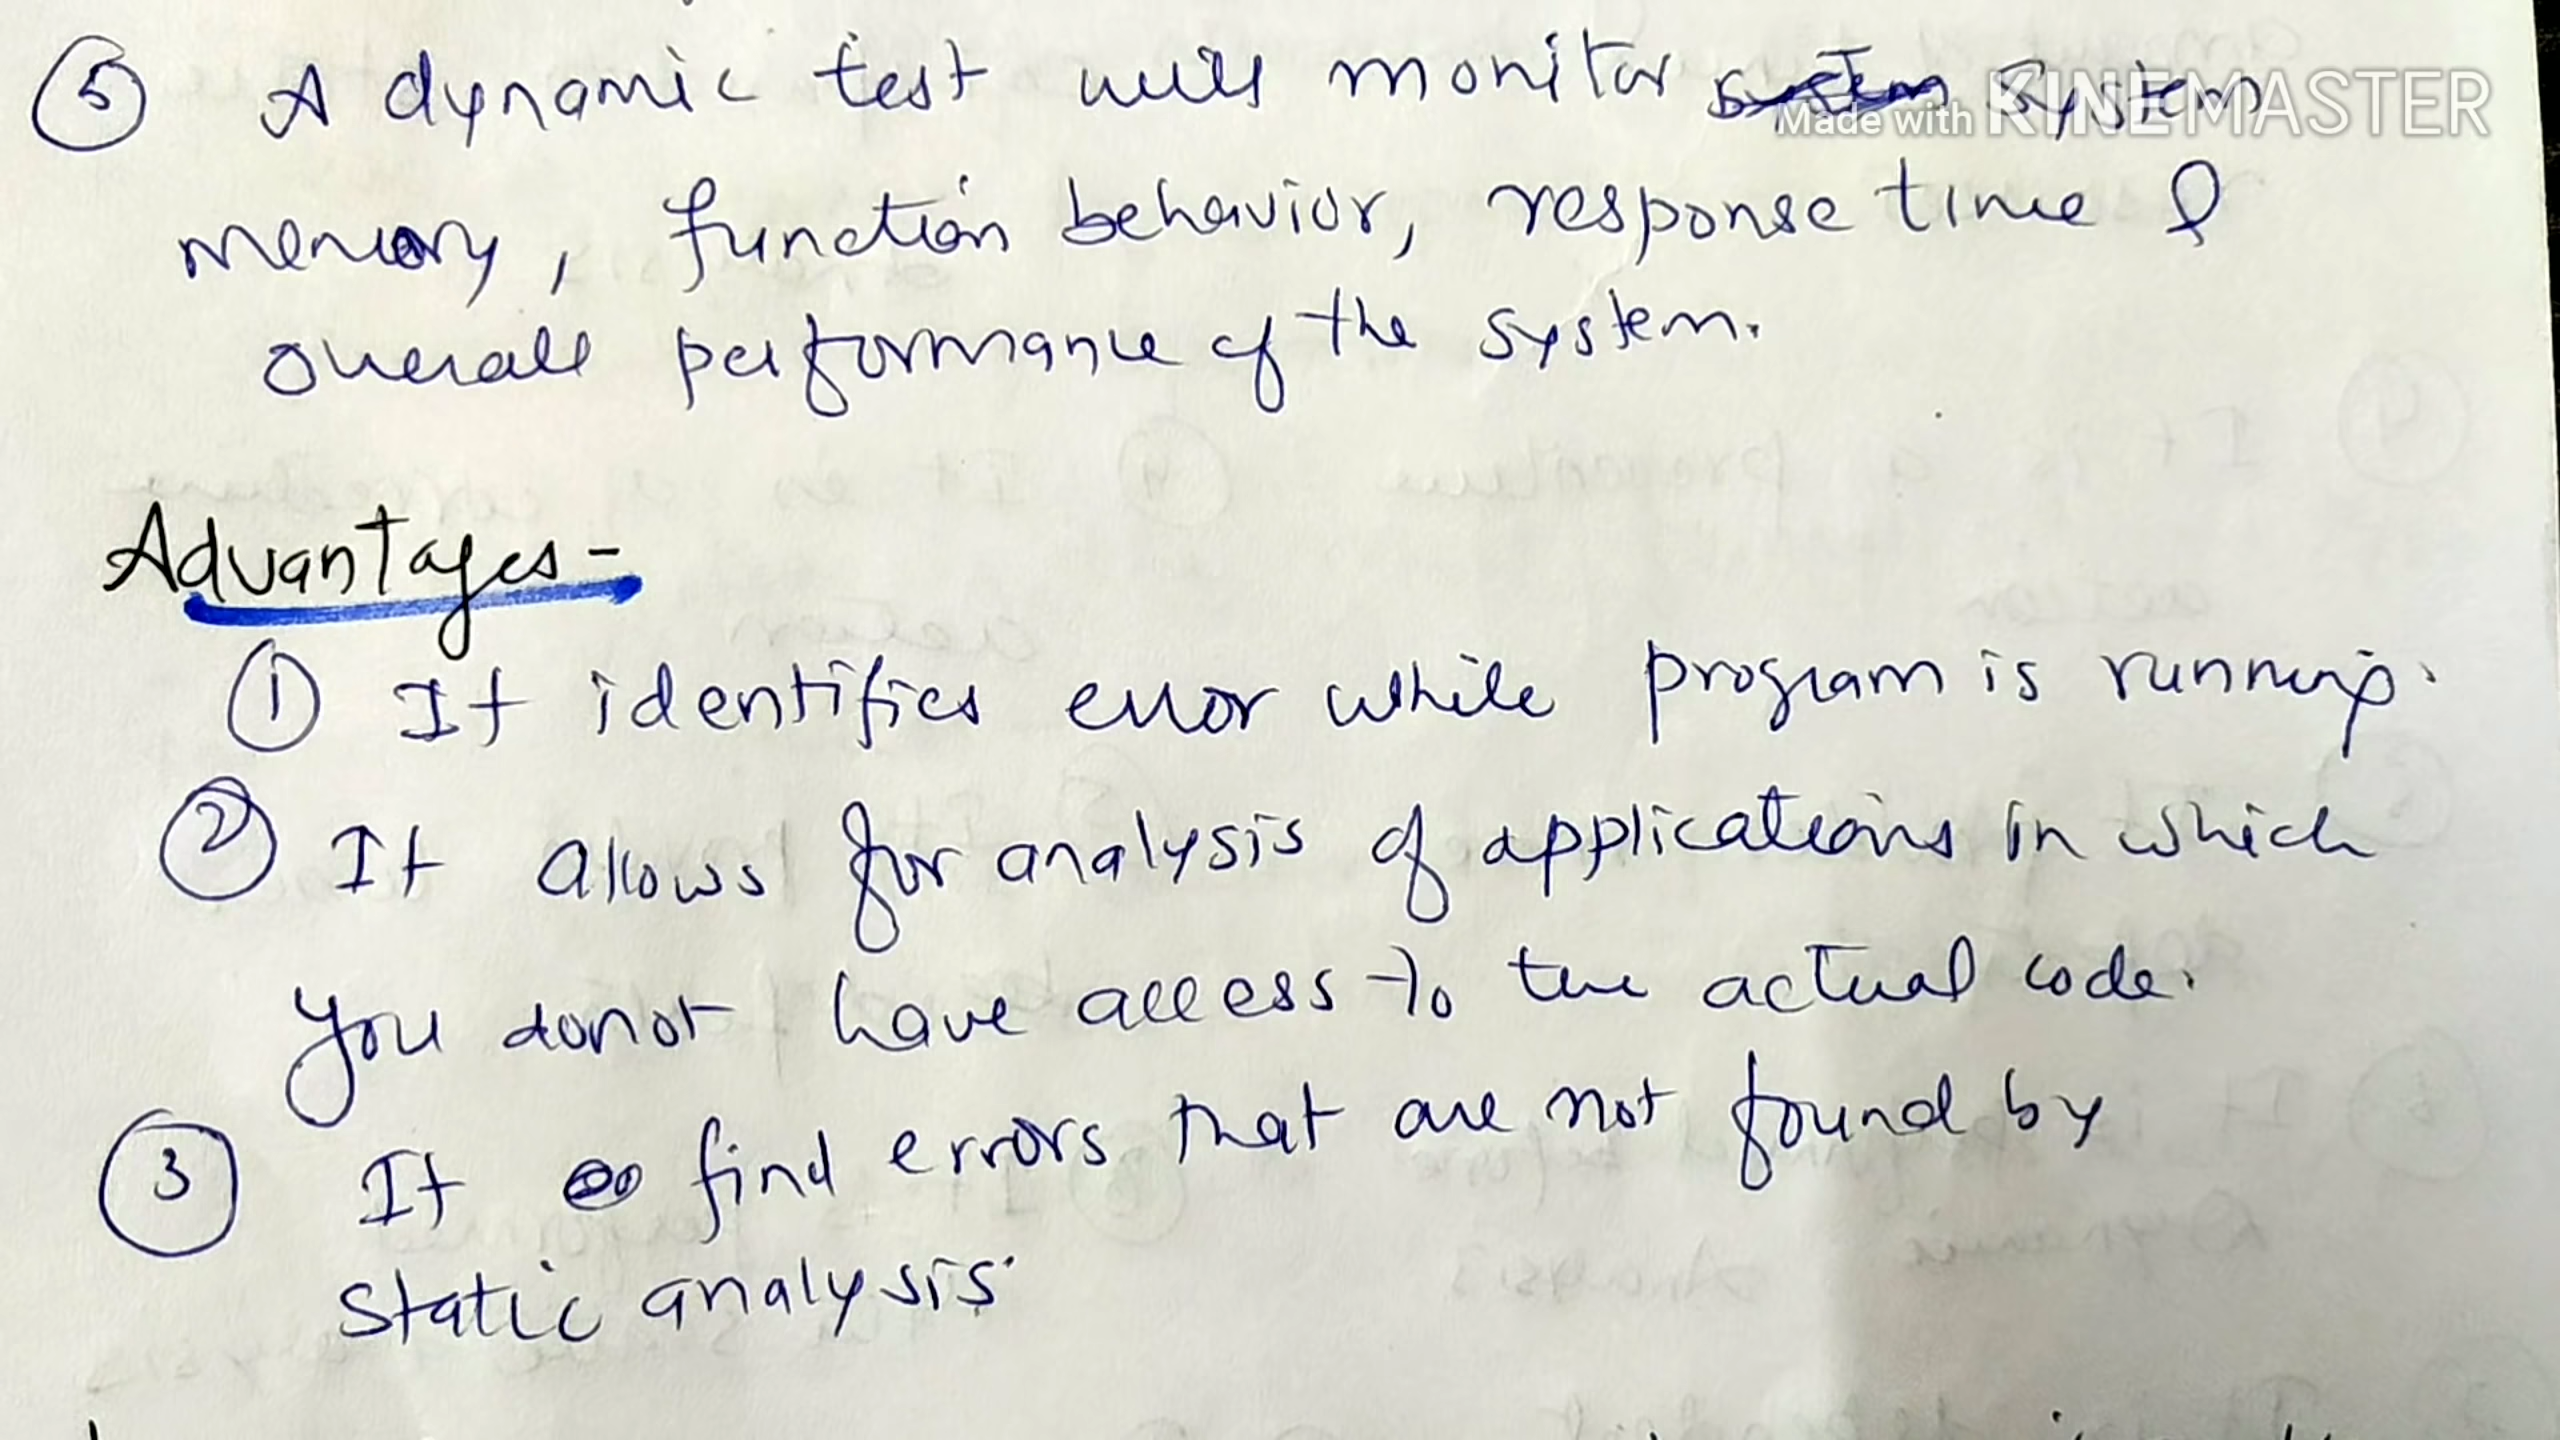 5 A dynamic test will monitor system System
Made with KINEMASTER
memory, function behavior, response time &
overall performance of the system.
Advantages-
1 It identifies error while program is running.
2 It allows for analysis of applications in which
you donot have access to the actual code.
3 It find errors that are not found by
static analysis.